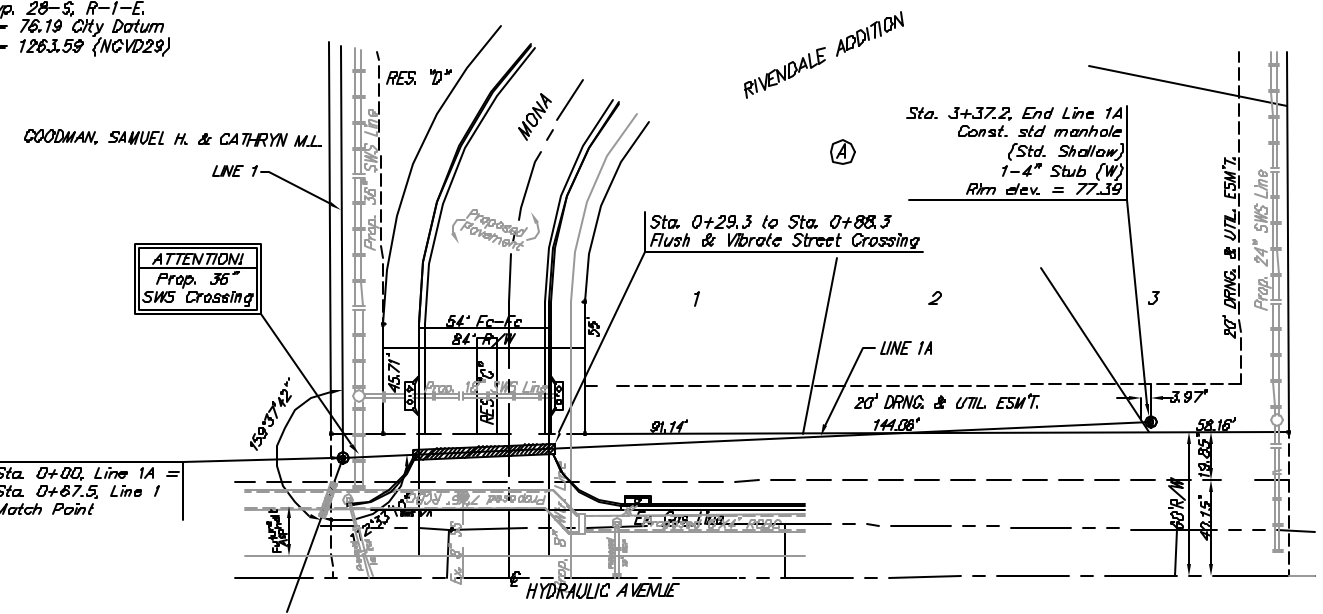 p. 28-S, R-1-E.
= 76.19 City Datum
= 1263.59 (NGVD29)
RES. "D"
RIVENDALE ADDITION
MONA
Prop. 36" SWS Line
GOODMAN, SAMUEL H. & CATHRYN M.L.
LINE 1
A
Sta. 3+37.2, End Line 1A
Const. std manhole
(Std. Shallow)
1-4" Stub (W)
Rim elev. = 77.39
20' DRNG. & UTIL. ESM'T.
Prop. 24" SWS Line
Proposed
Pavement
Sta. 0+29.3 to Sta. 0+88.3
Flush & Vibrate Street Crossing
ATTENTION!
Prop. 36"
SWS Crossing
1
2
3
54' Fc-Fc
84' R/W
55'
LINE 1A
45.71'
Prop. 18" SWS Line
RES. "C"
20' DRNG. & UTIL. ESM'T.
3.97'
159°37'42"
91.14'
144.08'
58.16'
19.85'
60' R/W
40.15'
Sta. 0+00, Line 1A =
Sta. 0+67.5, Line 1
Match Point
Prop. 8" W. Line
Ex. Gas Line
Ex. 8" SS
HYDRAULIC AVENUE